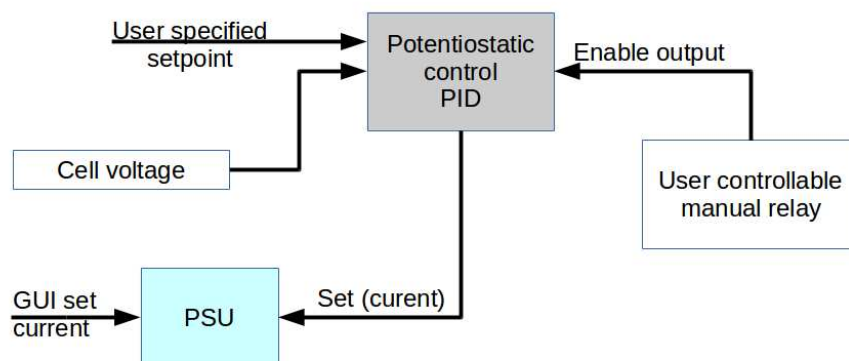 User specified
setpoint
Potentiostatic
control
PID
Enable output
Cell voltage
User controllable
manual relay
GUI set
current
PSU
Set (curent)